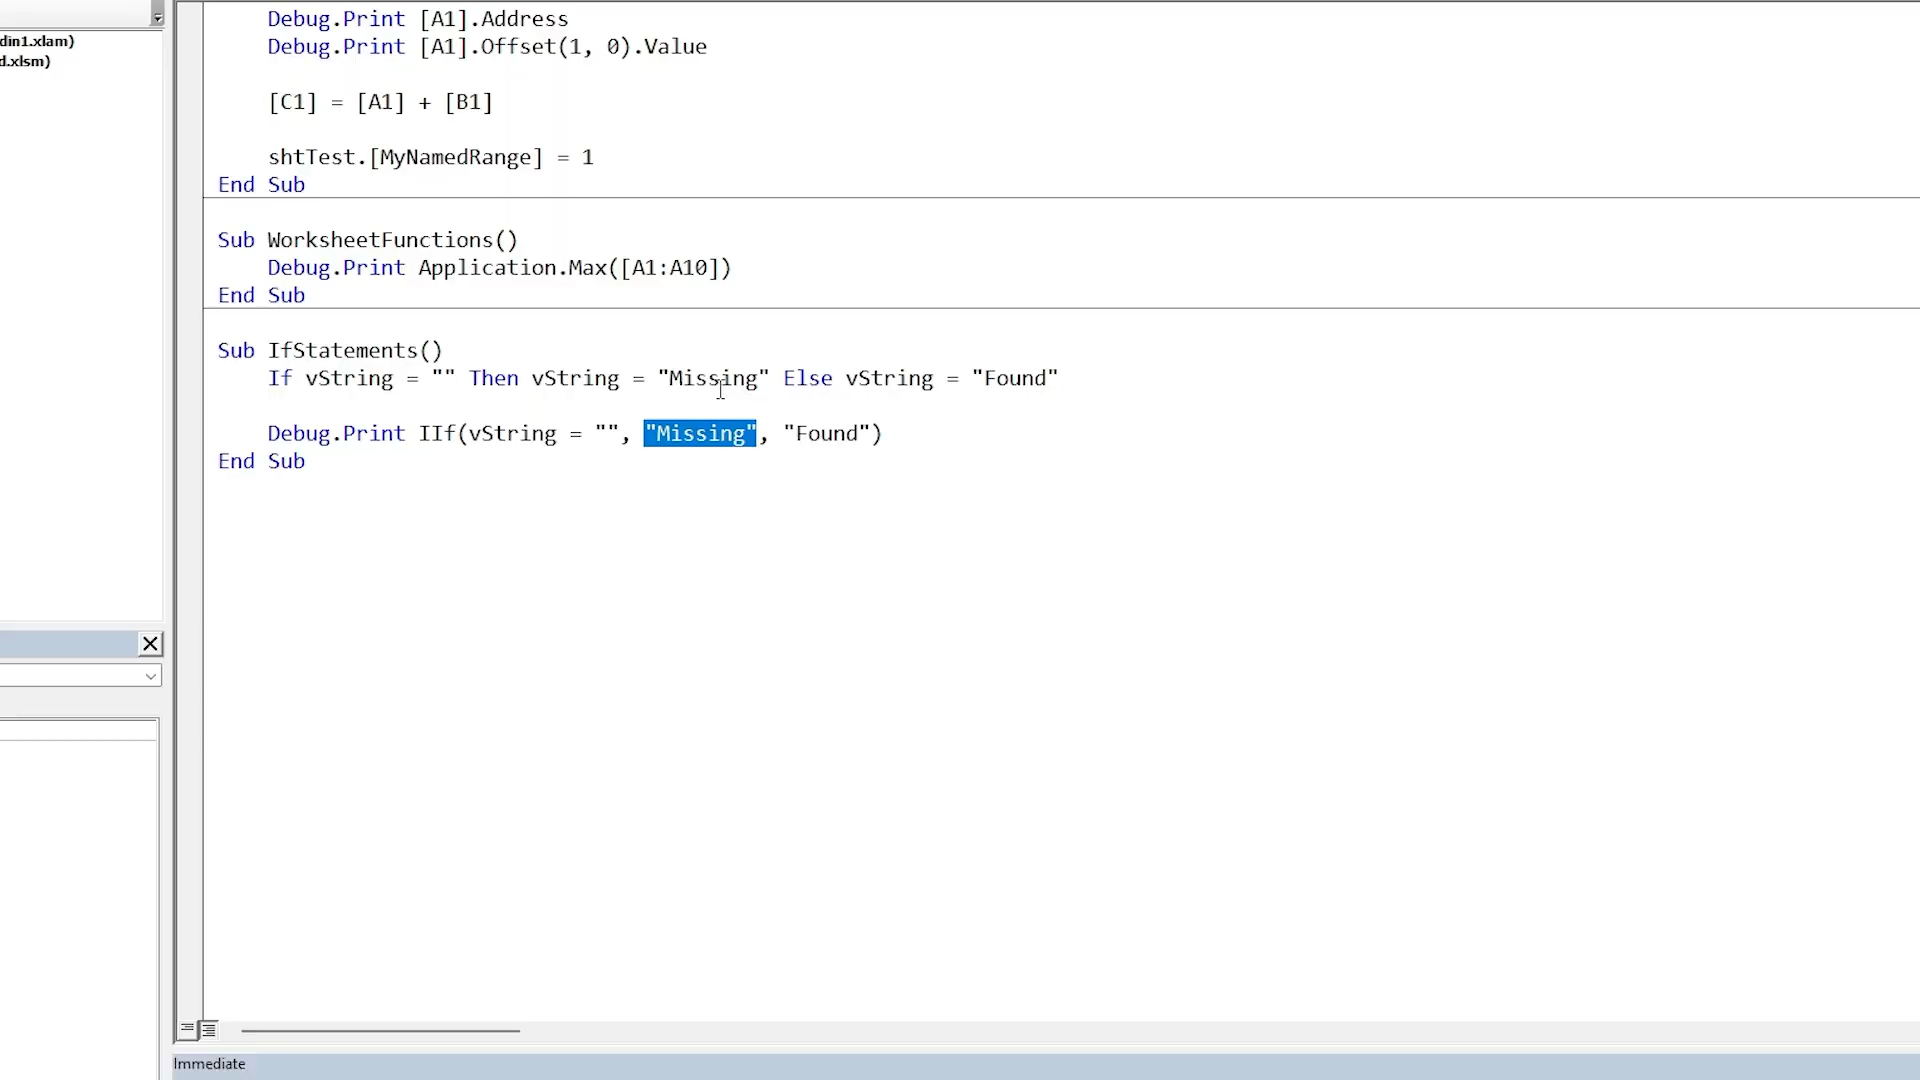 din1.xlam)
d.xlsm)
Debug.Print [A1].Address
Debug.Print [A1].Offset(1, 0).Value
[C1] = [A1] + [B1]
shtTest.[MyNamedRange] = 1
End Sub
Sub WorksheetFunctions()
Debug.Print Application.Max([A1:A10])
End Sub
Sub IfStatements()
If vString = "" Then vString = "Missing" Else vString = "Found"
Debug.Print IIf(vString = "", "Missing", "Found")
End Sub
Immediate